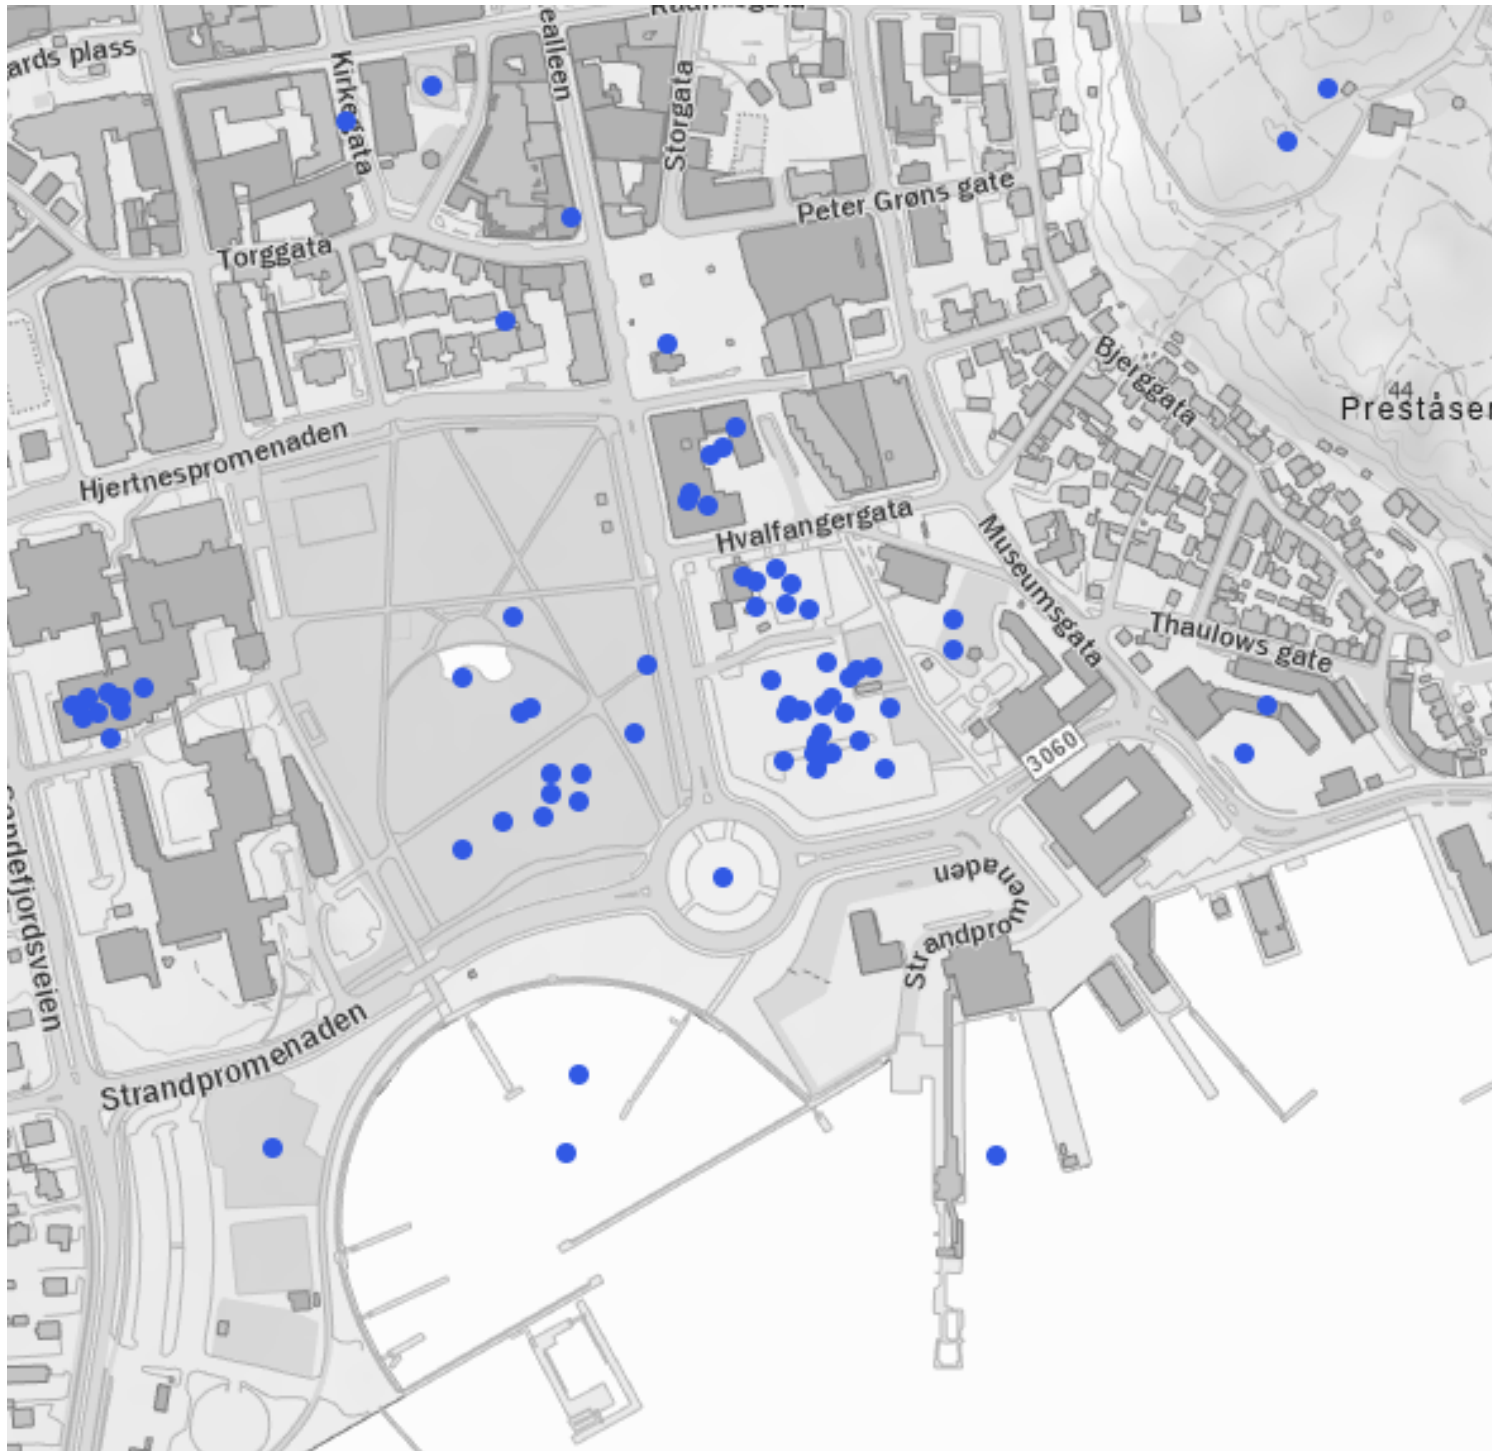 ards plass
Kirkegata
ealleen
Storgata
Peter Grøns gate
Torggata
Bjerggata
44
Preståsen
Hjertnespromenaden
Hvalfangergata
Museumsgata
Thaulows gate
3060
Strandpromenaden
Strandpromenaden